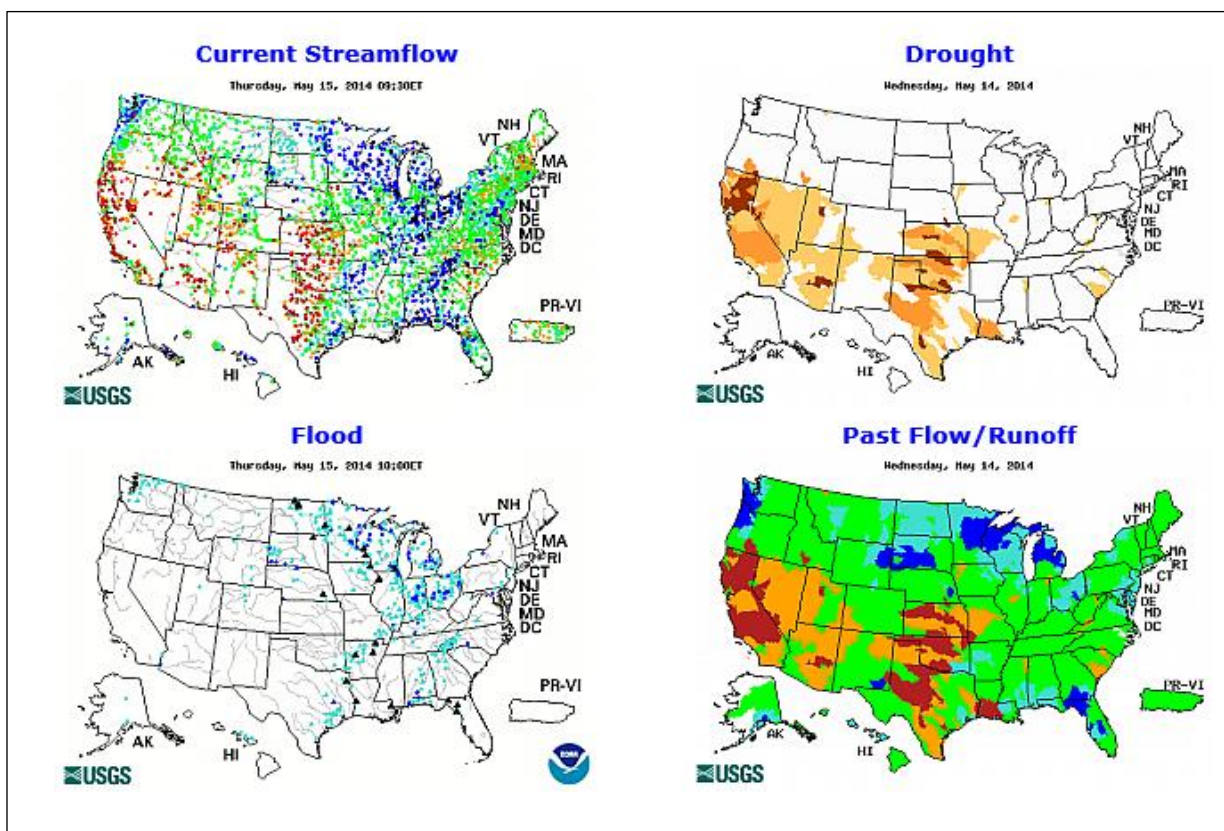 Current Streamflow
Thursday, May 15, 2014 09:30ET
NH
VT
MA
RI
CT
NJ
DE
MD
DC
PR-VI
AK
HI
USGS
Drought
Wednesday, May 14, 2014
NH
VT
MA
RI
CT
NJ
DE
MD
DC
PR-VI
AK
HI
USGS
Flood
Thursday, May 15, 2014 10:00ET
NH
VT
MA
RI
CT
NJ
DE
MD
DC
PR-VI
AK
HI
USGS
NOAA
Past Flow/Runoff
Wednesday, May 14, 2014
NH
VT
MA
RI
CT
NJ
DE
MD
DC
PR-VI
AK
HI
USGS